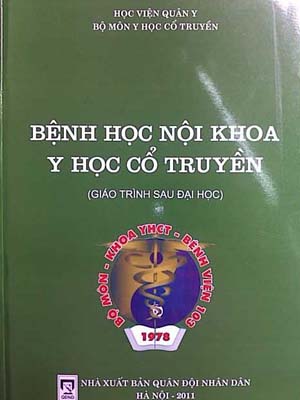 HỌC VIỆN QUÂN Y
BỘ MÔN Y HỌC CỔ TRUYỀN
BỆNH HỌC NỘI KHOA
Y HỌC CỔ TRUYỀN
(GIÁO TRÌNH SAU ĐẠI HỌC)
BỘ MÔN - KHOA YHCT - BỆNH VIỆN 103
1978
QĐND
NHÀ XUẤT BẢN QUÂN ĐỘI NHÂN DÂN
HÀ NỘI - 2011